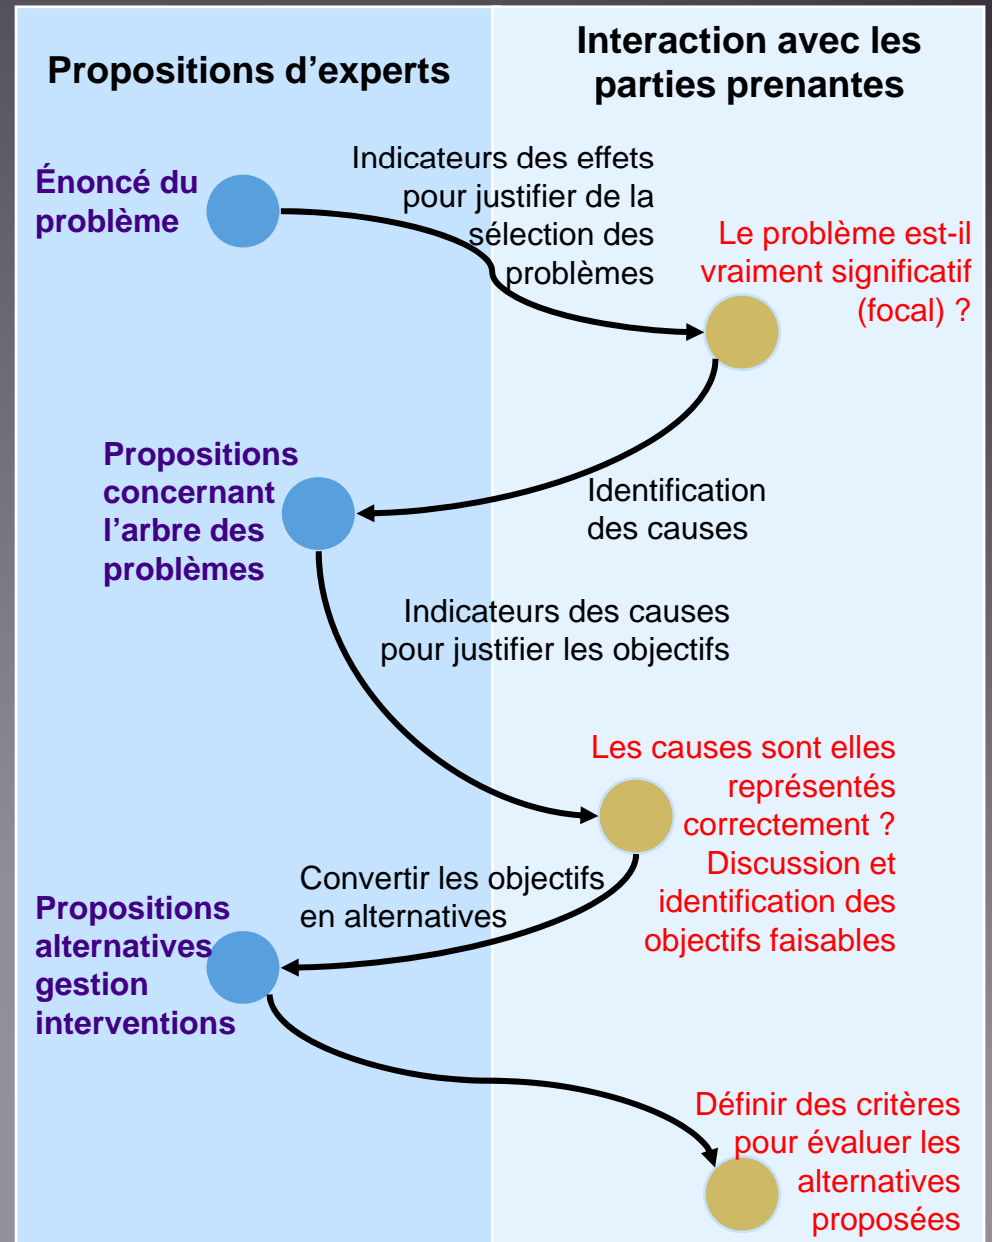 Propositions d'experts
Interaction avec les
parties prenantes
Énoncé du
problème
Indicateurs des effets
pour justifier de la
sélection des
problèmes
Le problème est-il
vraiment significatif
(focal) ?
Propositions
concernant
l'arbre des
problèmes
Identification
des causes
Indicateurs des causes
pour justifier les objectifs
Les causes sont elles
représentés
correctement ?
Discussion et
identification des
objectifs faisables
Convertir les objectifs
en alternatives
Propositions
alternatives
gestion
interventions
Définir des critères
pour évaluer les
alternatives
proposées